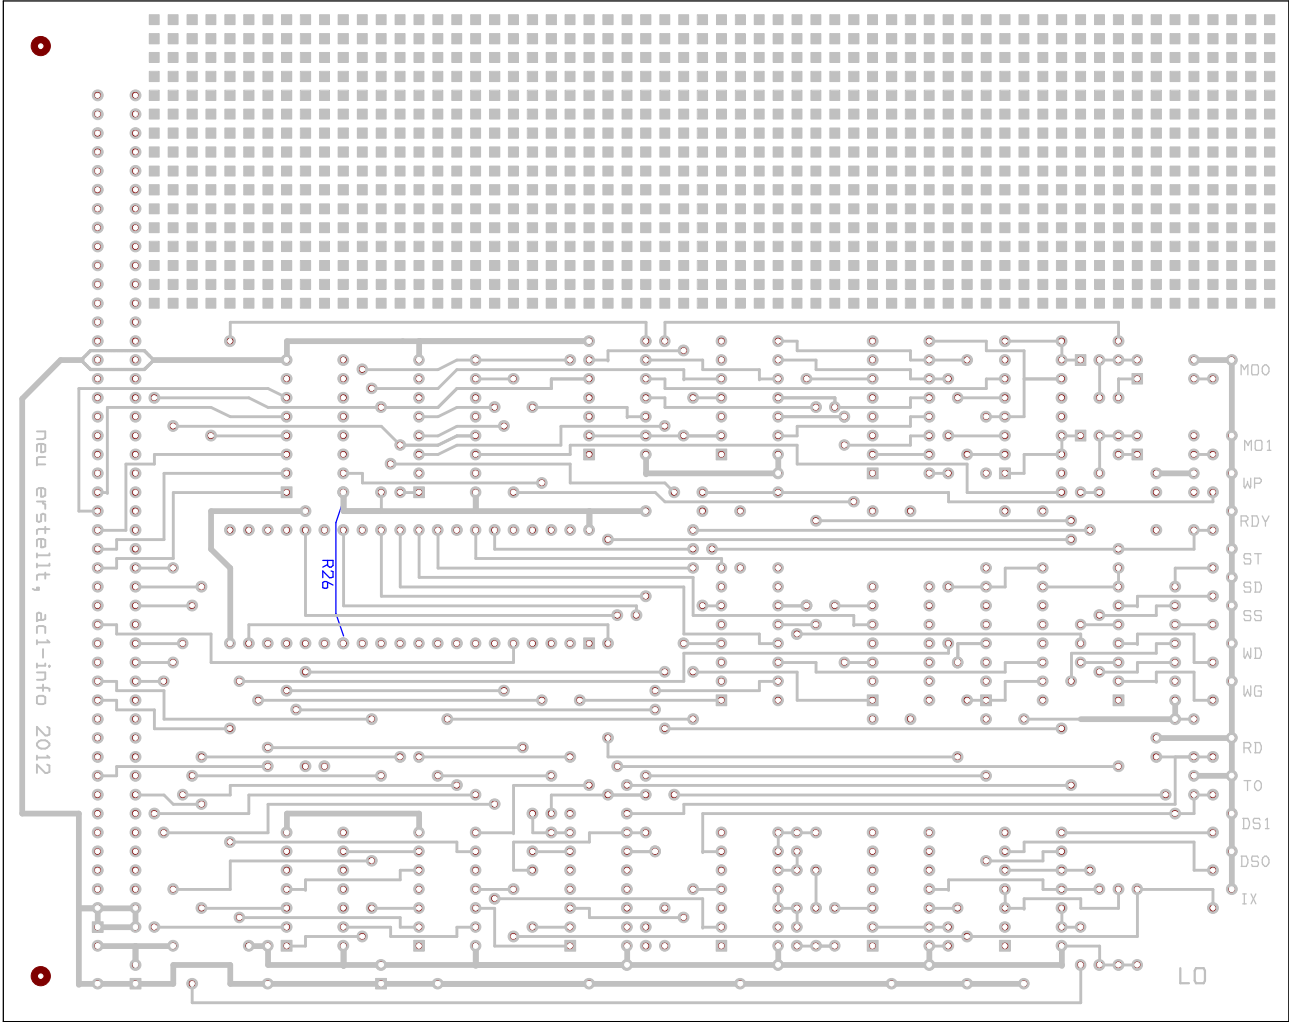 MD0
MO1
WP
RDY
ST
SD
SS
WD
WG
RD
TO
DS1
DS0
IX
R26
neu erstellt, ac1-info 2012
LO